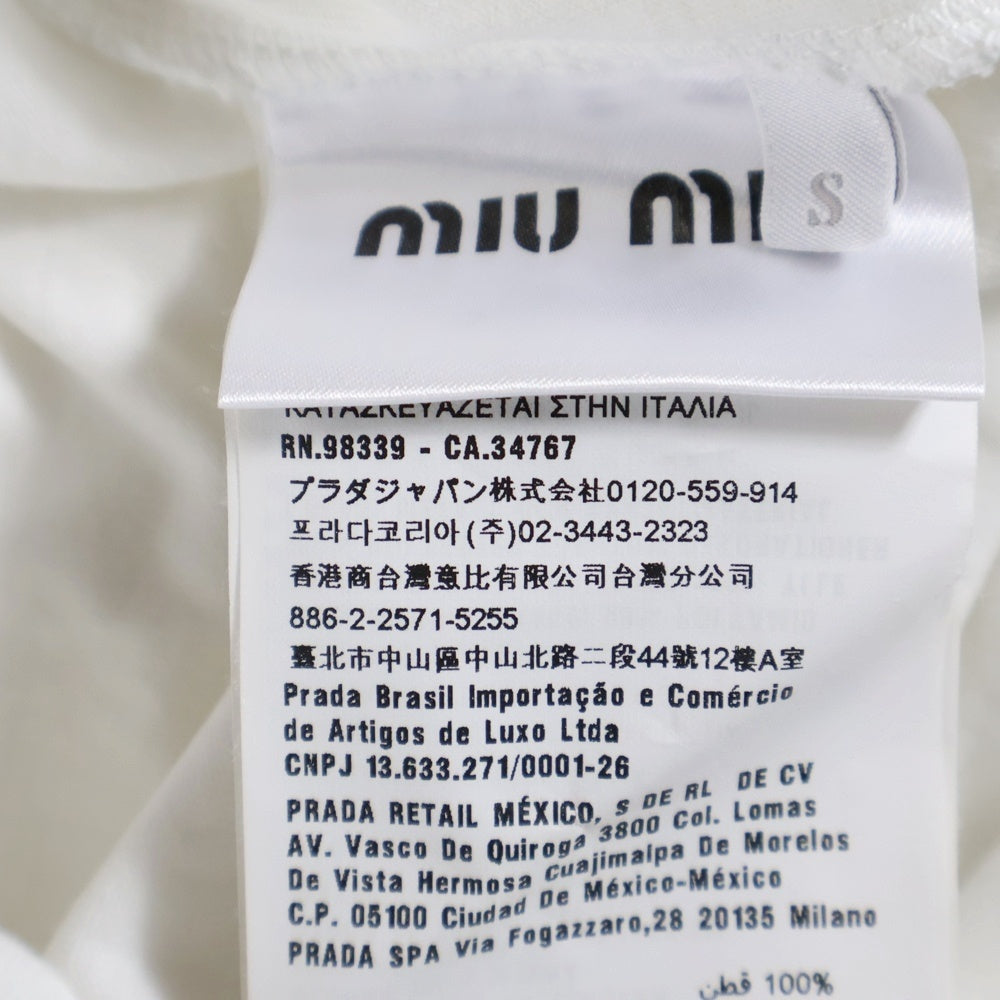 MIU MI
S
ΚΑΤΑΣΚΕΥΑΖΕΤΑΙ ΣΤΗΝ ΙΤΑΛΙΑ
RN.98339 - CA.34767
プラダジャパン株式会社0120-559-914
프라다코리아(주)02-3443-2323
香港商台灣意比有限公司台灣分公司
886-2-2571-5255
臺北市中山區中山北路二段44號12樓A室
Prada Brasil Importação e Comércio
de Artigos de Luxo Ltda
CNPJ 13.633.271/0001-26
PRADA RETAIL MÉXICO, S DE RL DE CV
AV. Vasco De Quiroga 3800 Col. Lomas
De Vista Hermosa Cuajimalpa De Morelos
C.P. 05100 Ciudad De México-México
PRADA SPA Via Fogazzaro,28 20135 Milano
100% قطن